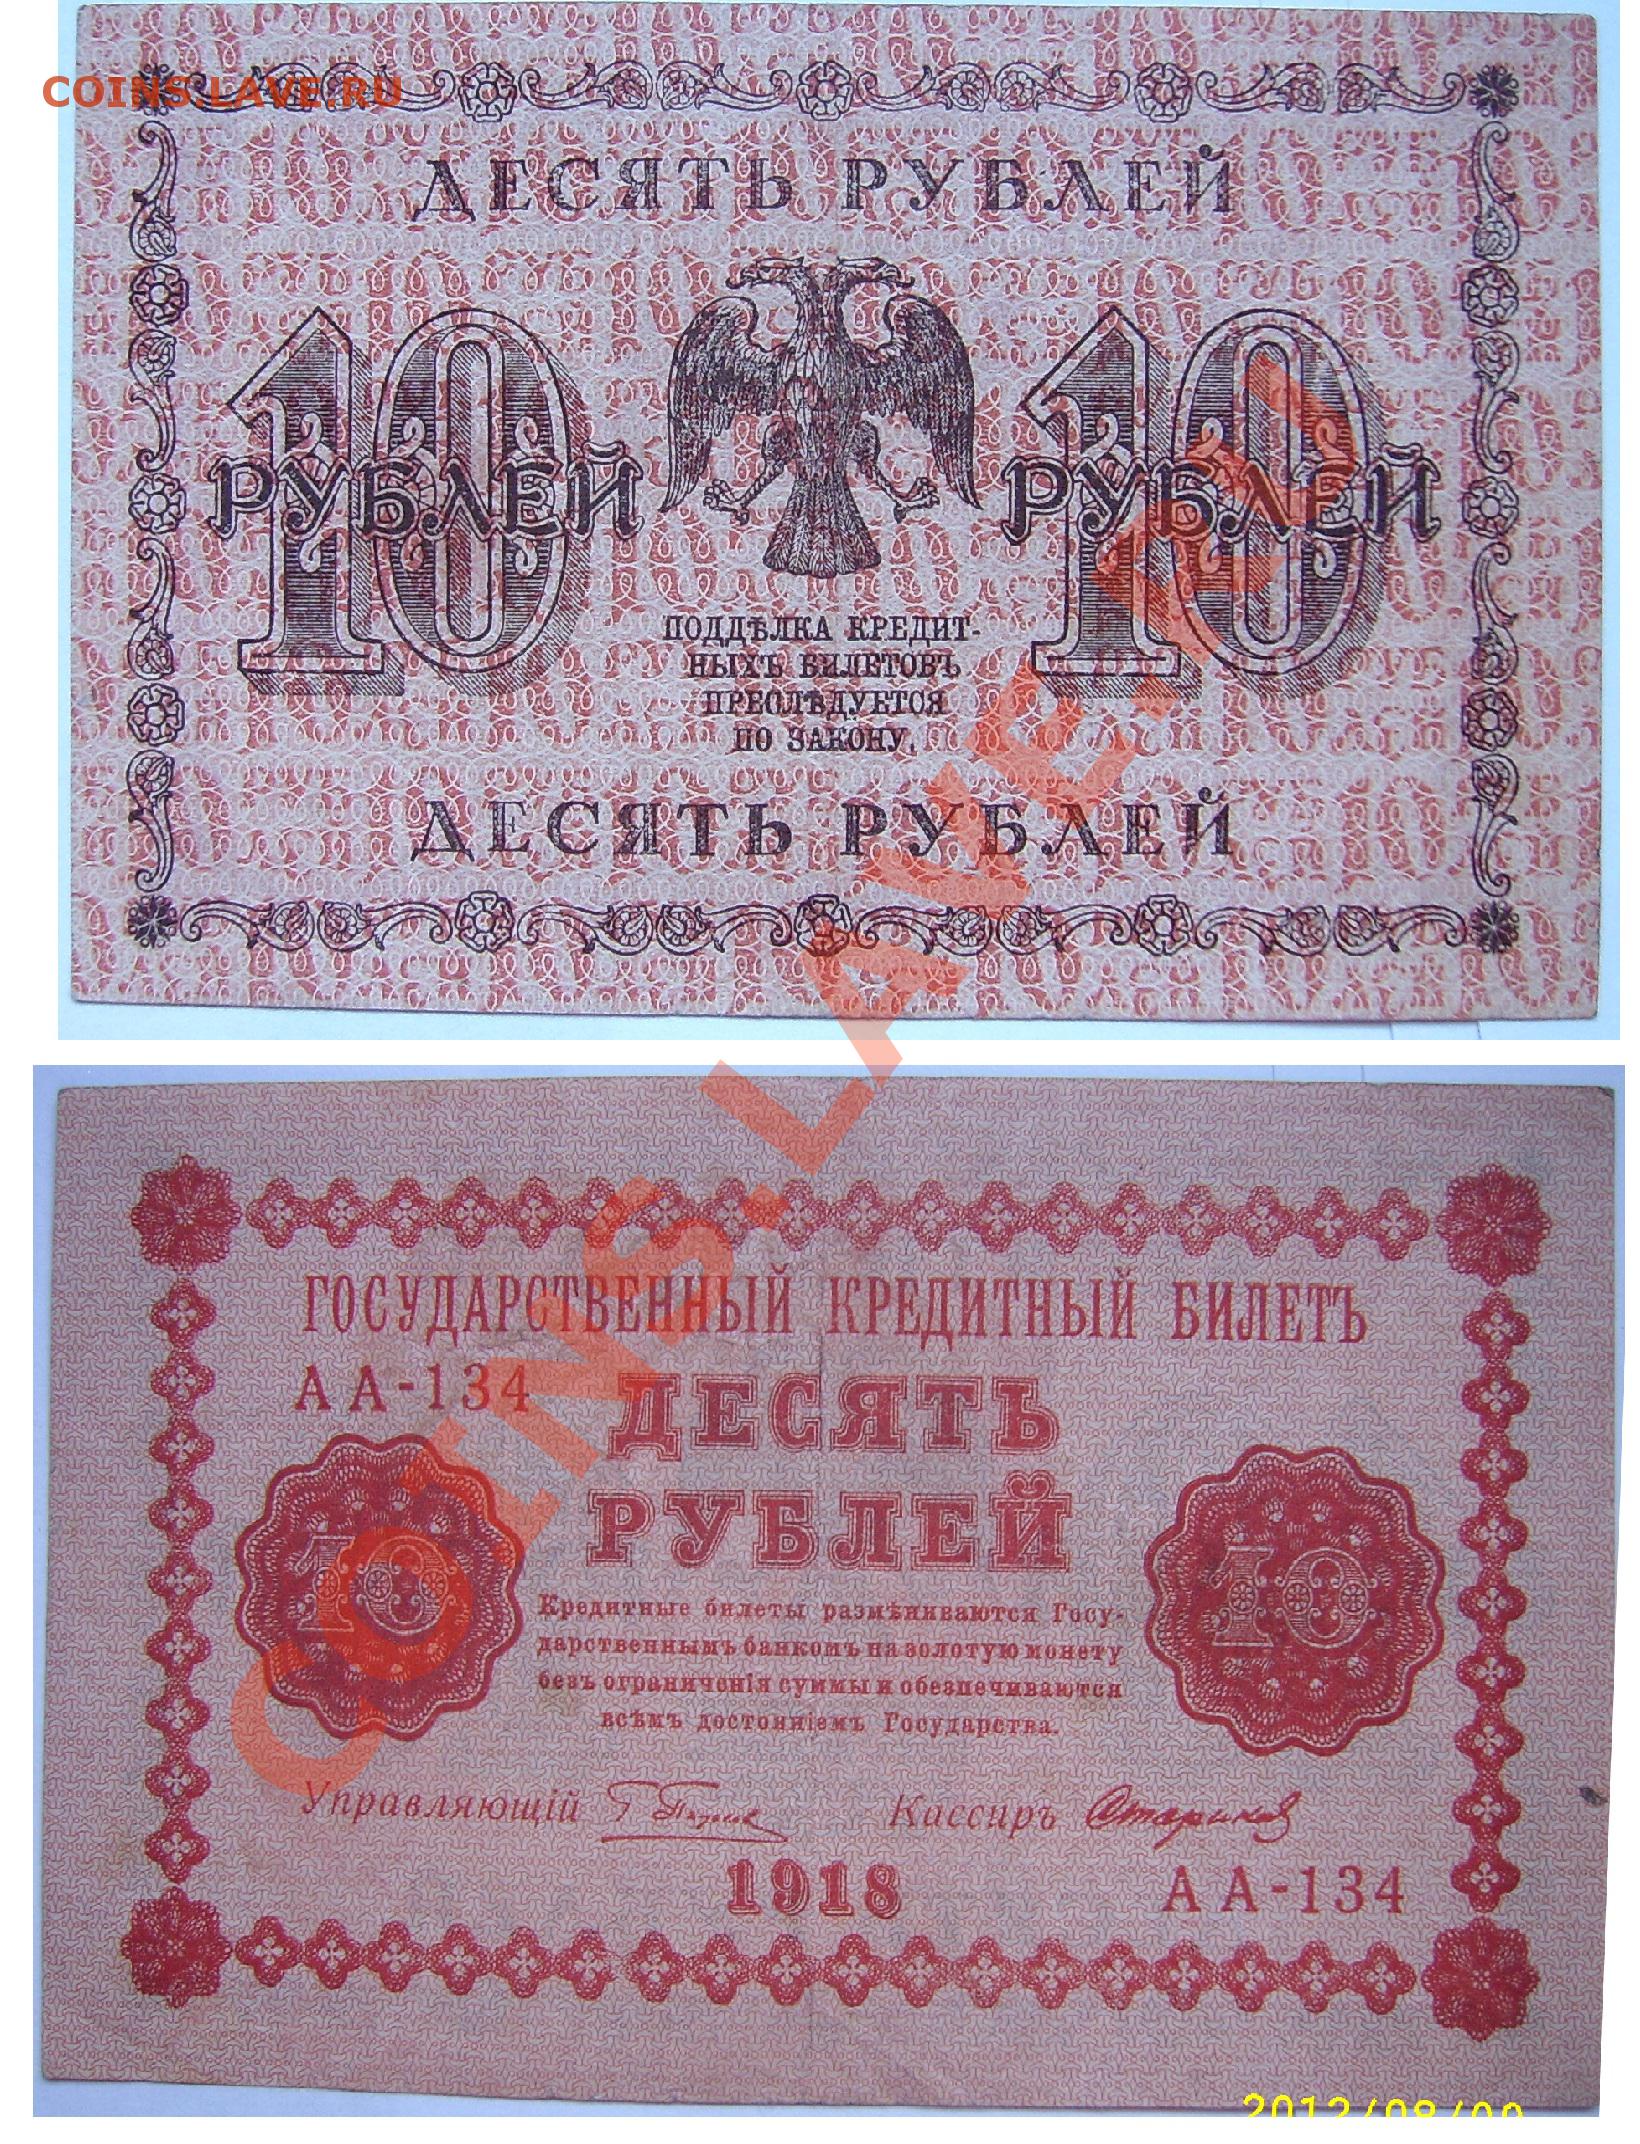 COINS.LAVE.RU
ДЕСЯТЬ РУБЛЕЙ
10 10
РУБЛЕЙ РУБЛЕЙ
ПОДДѢЛКА КРЕДИТ-
НЫХЪ БИЛЕТОВЪ
ПРЕСЛѢДУЕТСЯ
ПО ЗАКОНУ.
ДЕСЯТЬ РУБЛЕЙ
COINS.LAVE.RU
ГОСУДАРСТВЕННЫЙ КРЕДИТНЫЙ БИЛЕТЪ
АА-134
ДЕСЯТЬ
РУБЛЕЙ
10 10
Кредитные билеты размѣниваются Госу-
дарственнымъ банкомъ на золотую монету
безъ ограниченія суммы и обезпечиваются
всѣмъ достояніемъ Государства.
Управляющій Кассиръ
1918 АА-134